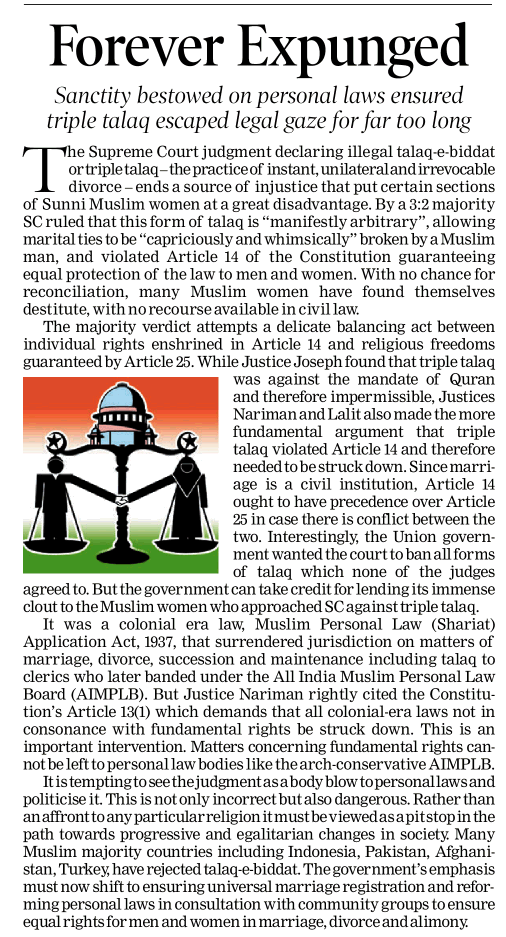 Forever Expunged
Sanctity bestowed on personal laws ensured
triple talaq escaped legal gaze for far too long
The Supreme Court judgment declaring illegal talaq-e-biddat
or triple talaq – the practice of instant, unilateral and irrevocable
divorce – ends a source of injustice that put certain sections
of Sunni Muslim women at a great disadvantage. By a 3:2 majority
SC ruled that this form of talaq is “manifestly arbitrary”, allowing
marital ties to be “capriciously and whimsically” broken by a Muslim
man, and violated Article 14 of the Constitution guaranteeing
equal protection of the law to men and women. With no chance for
reconciliation, many Muslim women have found themselves
destitute, with no recourse available in civil law.
The majority verdict attempts a delicate balancing act between
individual rights enshrined in Article 14 and religious freedoms
guaranteed by Article 25. While Justice Joseph found that triple talaq
was against the mandate of Quran
and therefore impermissible, Justices
Nariman and Lalit also made the more
fundamental argument that triple
talaq violated Article 14 and therefore
needed to be struck down. Since marri-
age is a civil institution, Article 14
ought to have precedence over Article
25 in case there is conflict between the
two. Interestingly, the Union govern-
ment wanted the court to ban all forms
of talaq which none of the judges
agreed to. But the government can take credit for lending its immense
clout to the Muslim women who approached SC against triple talaq.
It was a colonial era law, Muslim Personal Law (Shariat)
Application Act, 1937, that surrendered jurisdiction on matters of
marriage, divorce, succession and maintenance including talaq to
clerics who later banded under the All India Muslim Personal Law
Board (AIMPLB). But Justice Nariman rightly cited the Constitu-
tion’s Article 13(1) which demands that all colonial-era laws not in
consonance with fundamental rights be struck down. This is an
important intervention. Matters concerning fundamental rights can-
not be left to personal law bodies like the arch-conservative AIMPLB.
It is tempting to see the judgment as a body blow to personal laws and
politicise it. This is not only incorrect but also dangerous. Rather than
an affront to any particular religion it must be viewed as a pit stop in the
path towards progressive and egalitarian changes in society. Many
Muslim majority countries including Indonesia, Pakistan, Afghani-
stan, Turkey, have rejected talaq-e-biddat. The government’s emphasis
must now shift to ensuring universal marriage registration and refor-
ming personal laws in consultation with community groups to ensure
equal rights for men and women in marriage, divorce and alimony.